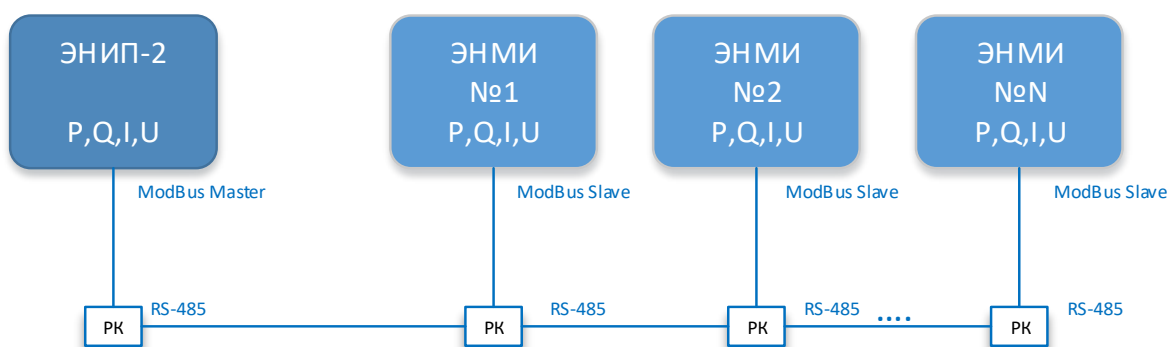 ЭНИП-2
P,Q,I,U
ЭНМИ
№1
P,Q,I,U
ЭНМИ
№2
P,Q,I,U
ЭНМИ
№N
P,Q,I,U
ModBus Master
ModBus Slave
ModBus Slave
ModBus Slave
РК
RS-485
РК
RS-485
РК
RS-485
....
РК
RS-485